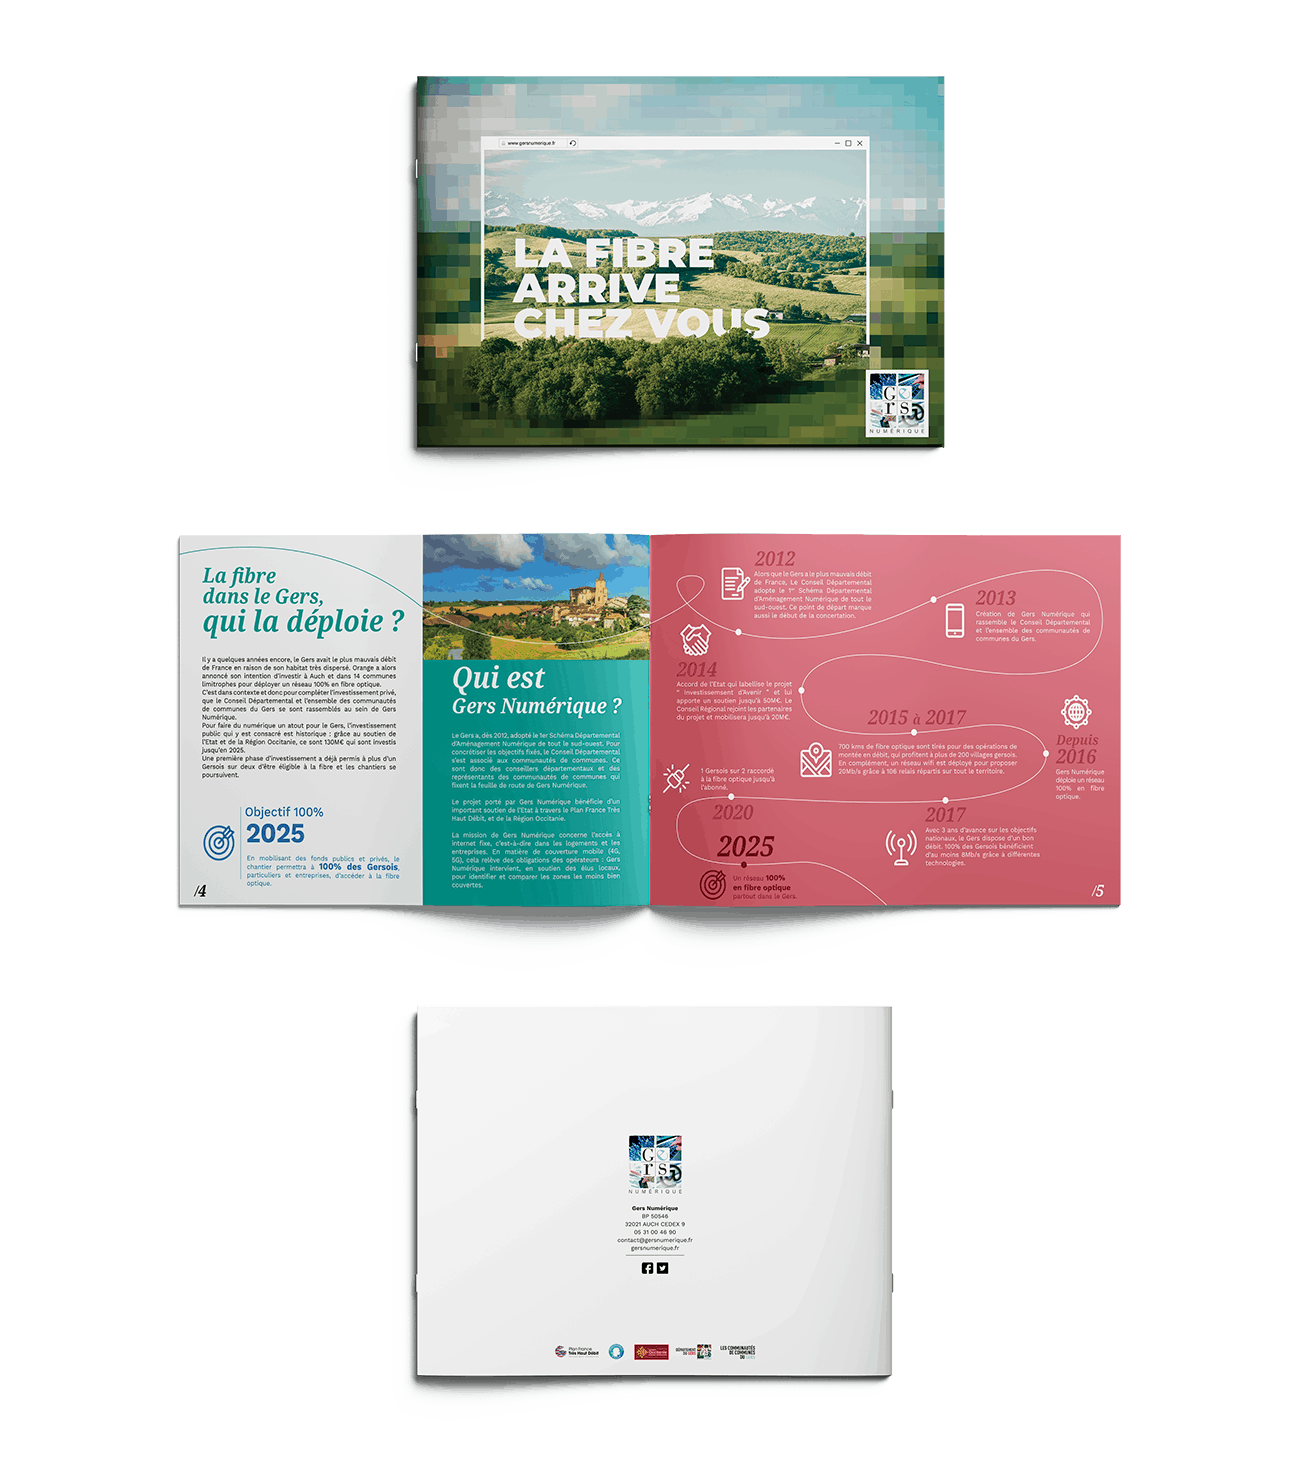 www.gersnumerique.fr
LA FIBRE
ARRIVE
CHEZ VOUS
Gers
NUMÉRIQUE
La fibre
dans le Gers,
qui la déploie ?
Il y a quelques années encore, le Gers avait le plus mauvais débit
de France en raison de son habitat très dispersé. Orange a alors
annoncé son intention d'investir à Auch et dans 14 communes
limitrophes pour déployer un réseau 100% en fibre optique.
C'est dans contexte et donc pour compléter l'investissement privé,
que le Conseil Départemental et l'ensemble des communautés
de communes du Gers se sont rassemblés au sein de Gers
Numérique.
Pour faire du numérique un atout pour le Gers, l'investissement
public qui y est consacré est historique : grâce au soutien de
l'Etat et de la Région Occitanie, ce sont 130M€ qui sont investis
jusqu'en 2025.
Une première phase d'investissement a déjà permis à plus d'un
Gersois sur deux d'être éligible à la fibre et les chantiers se
poursuivent.
Objectif 100%
2025
En mobilisant des fonds publics et privés, le
chantier permettra à 100% des Gersois,
particuliers et entreprises, d'accéder à la fibre
optique.
/4
Qui est
Gers Numérique ?
Le Gers a, dès 2012, adopté le 1er Schéma Départemental
d'Aménagement Numérique de tout le sud-ouest. Pour
concrétiser les objectifs fixés, le Conseil Départemental
s'est associé aux communautés de communes. Ce
sont donc des conseillers départementaux et des
représentants des communautés de communes qui
fixent la feuille de route de Gers Numérique.
Le projet porté par Gers Numérique bénéficie d'un
important soutien de l'Etat à travers le Plan France Très
Haut Débit, et de la Région Occitanie.
La mission de Gers Numérique concerne l'accès à
internet fixe, c'est-à-dire dans les logements et les
entreprises. En matière de couverture mobile (4G,
5G), cela relève des obligations des opérateurs : Gers
Numérique intervient, en soutien des élus locaux,
pour identifier et comparer les zones les moins bien
couvertes.
2012
Alors que le Gers a le plus mauvais débit
de France, Le Conseil Départemental
adopte le 1er Schéma Départemental
d'Aménagement Numérique de tout le
sud-ouest. Ce point de départ marque
aussi le début de la concertation.
2013
Création de Gers Numérique qui
rassemble le Conseil Départemental
et l'ensemble des communautés de
communes du Gers.
2014
Accord de l'Etat qui labellise le projet
“ Investissemsent d'Avenir ” et lui
apporte un soutien jusqu'à 50M€. Le
Conseil Régional rejoint les partenaires
du projet et mobilisera jusqu'à 20M€.
2015 à 2017
700 kms de fibre optique sont tirés pour des opérations de
montée en débit, qui profitent à plus de 200 villages gersois.
En complément, un réseau wifi est déployé pour proposer
20Mb/s grâce à 106 relais répartis sur tout le territoire.
Depuis
2016
Gers Numérique
déploie un réseau
100% en fibre
optique.
2017
Avec 3 ans d'avance sur les objectifs
nationaux, le Gers dispose d'un bon
débit. 100% des Gersois bénéficient
d'au moins 8Mb/s grâce à différentes
technologies.
1 Gersois sur 2 raccordé
à la fibre optique jusqu'à
l'abonné.
2020
2025
Un réseau 100%
en fibre optique
partout dans le Gers.
/5
Gers
NUMÉRIQUE
Gers Numérique
BP 50546
32021 AUCH CEDEX 9
05 31 00 46 90
contact@gersnumerique.fr
gersnumerique.fr
Plan France
Très Haut Débit
DÉPARTEMENT
DU GERS
LES COMMUNAUTÉS
DE COMMUNES
DU GERS